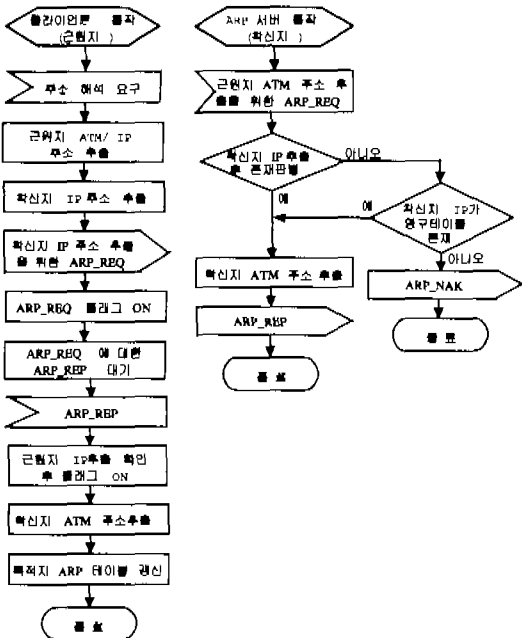 클라이언트 동작
(근원지 )
주소 해석 요구
근원지 ATM/ IP
주소 추출
확신지 IP 주소 추출
확신지 IP 주소 추출
을 위한 ARP_REQ
ARP_REQ 플래그 ON
ARP_REQ 에 대한
ARP_REP 대기
ARP_REP
근원지 IP추출 확인
후 플래그 ON
확신지 ATM 주소추출
목적지 ARP 테이블 갱신
종료
ARP 서버 동작
(확신지 )
근원지 ATM 주소 추
출을 위한 ARP_REQ
확신지 IP추출
후 존재판별
아니오
예
예
확신지 IP가
영구테이블
존재
아니오
확신지 ATM 주소 추출
ARP_REP
종료
ARP_NAK
종료